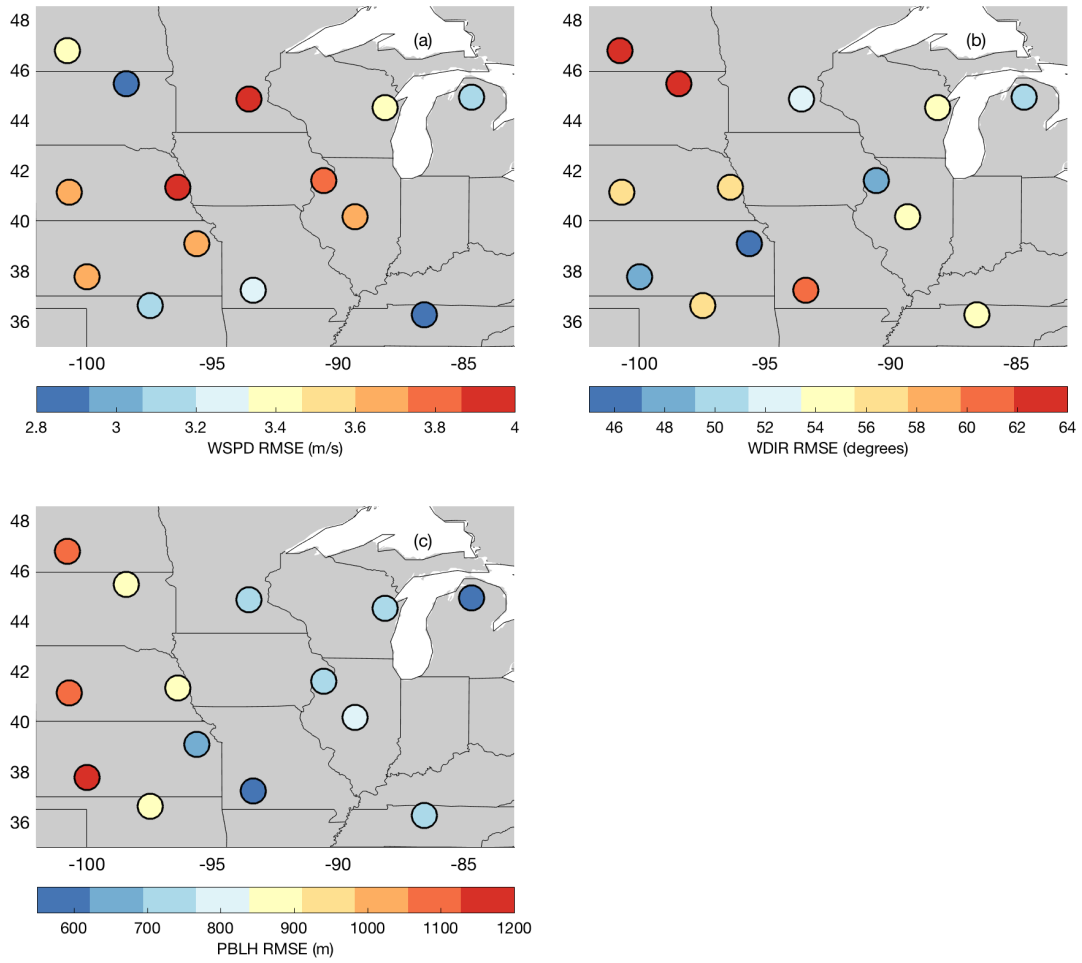 48
46
44
42
40
38
36
(a)
-100 -95 -90 -85
2.8 3 3.2 3.4 3.6 3.8 4
WSPD RMSE (m/s)
48
46
44
42
40
38
36
(b)
-100 -95 -90 -85
46 48 50 52 54 56 58 60 62 64
WDIR RMSE (degrees)
48
46
44
42
40
38
36
(c)
-100 -95 -90 -85
600 700 800 900 1000 1100 1200
PBLH RMSE (m)